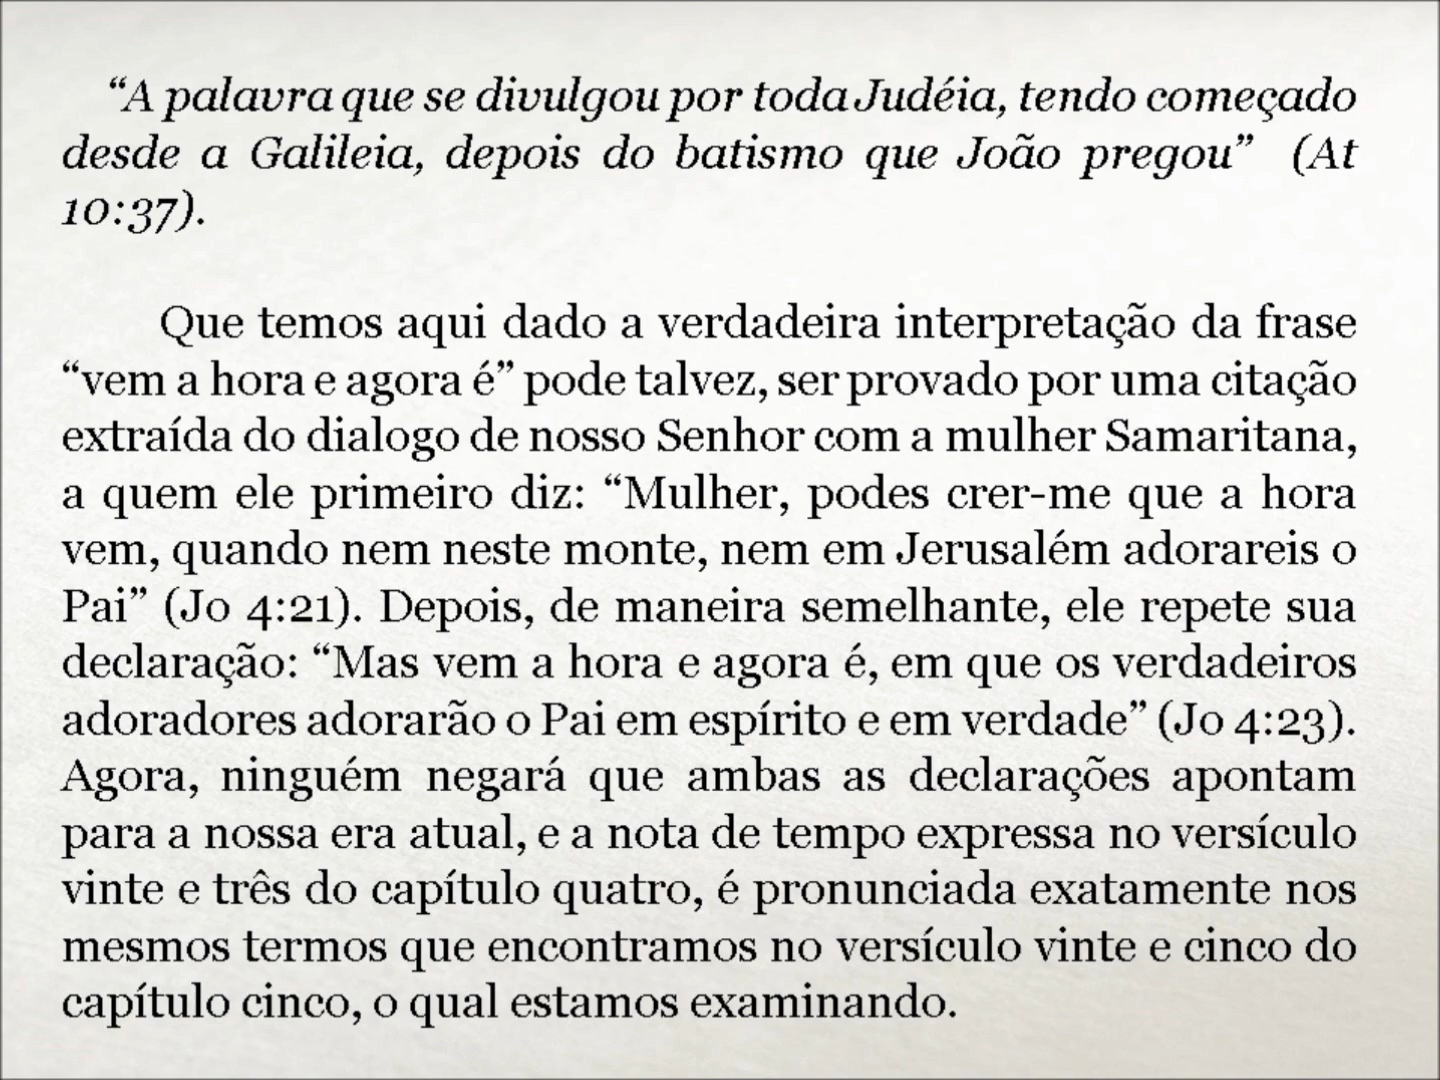 “A palavra que se divulgou por toda Judéia, tendo começado
desde a Galileia, depois do batismo que João pregou” (At
10:37).
Que temos aqui dado a verdadeira interpretação da frase
“vem a hora e agora é” pode talvez, ser provado por uma citação
extraída do dialogo de nosso Senhor com a mulher Samaritana,
a quem ele primeiro diz: “Mulher, podes crer-me que a hora
vem, quando nem neste monte, nem em Jerusalém adorareis o
Pai” (Jo 4:21). Depois, de maneira semelhante, ele repete sua
declaração: “Mas vem a hora e agora é, em que os verdadeiros
adoradores adorarão o Pai em espírito e em verdade” (Jo 4:23).
Agora, ninguém negará que ambas as declarações apontam
para a nossa era atual, e a nota de tempo expressa no versículo
vinte e três do capítulo quatro, é pronunciada exatamente nos
mesmos termos que encontramos no versículo vinte e cinco do
capítulo cinco, o qual estamos examinando.